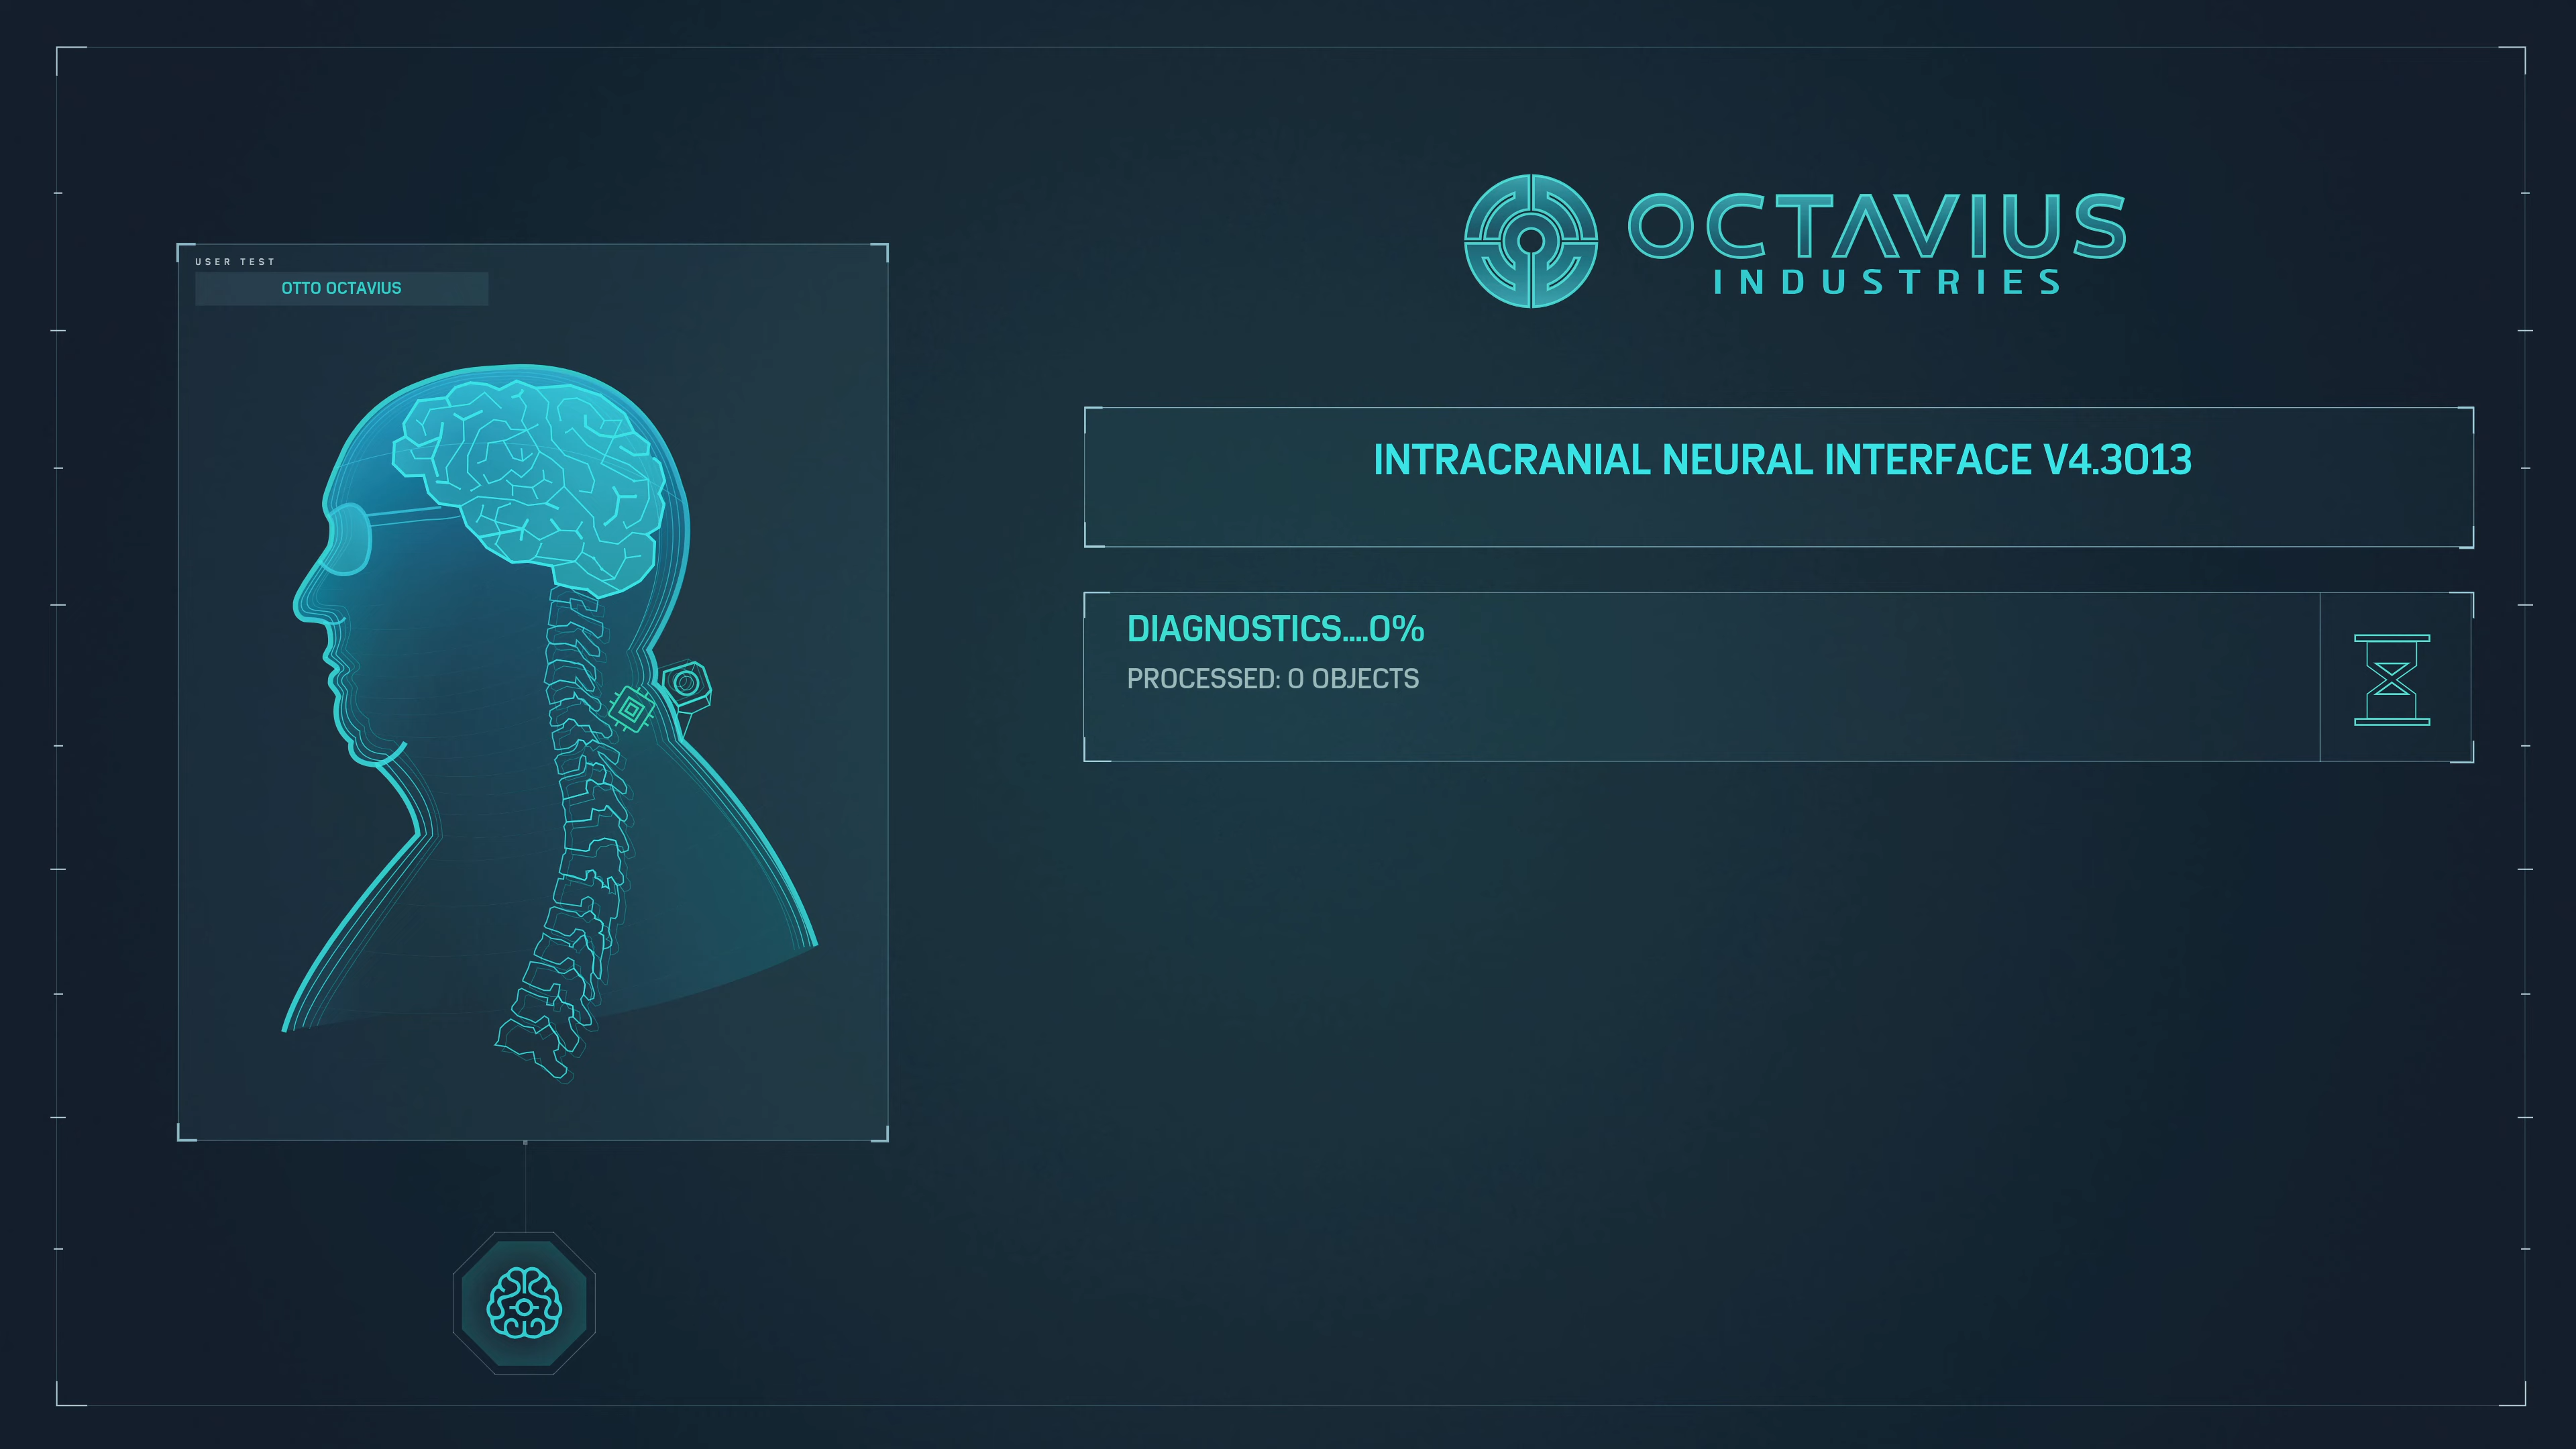 USER TEST
OTTO OCTAVIUS
OCTAVIUS
INDUSTRIES
INTRACRANIAL NEURAL INTERFACE V4.3013
DIAGNOSTICS....0%
PROCESSED: 0 OBJECTS